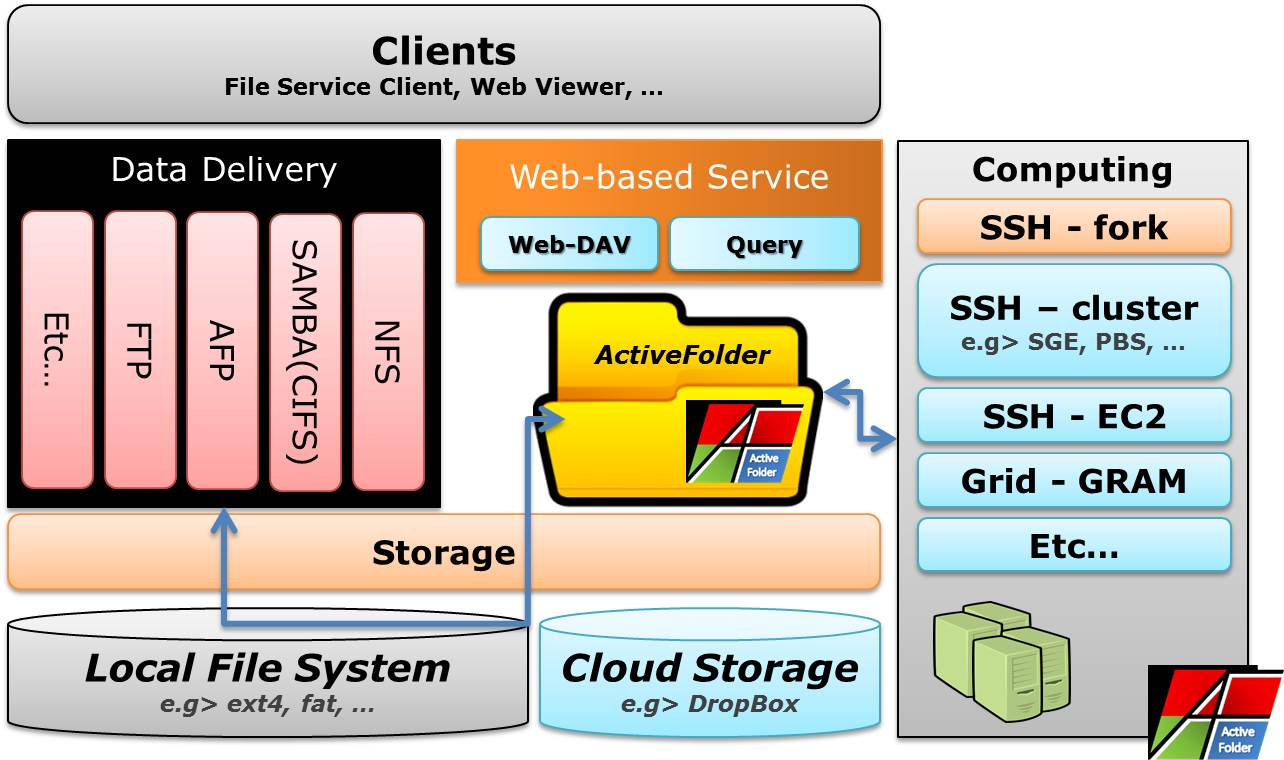 Clients
File Service Client, Web Viewer, ...
Data Delivery
Etc...
FTP
AFP
SAMBA(CIFS)
NFS
Web-based Service
Web-DAV
Query
ActiveFolder
Active
Folder
Computing
SSH - fork
SSH – cluster
e.g> SGE, PBS, ...
SSH - EC2
Grid - GRAM
Etc...
Storage
Local File System
e.g> ext4, fat, ...
Cloud Storage
e.g> DropBox
Active
Folder